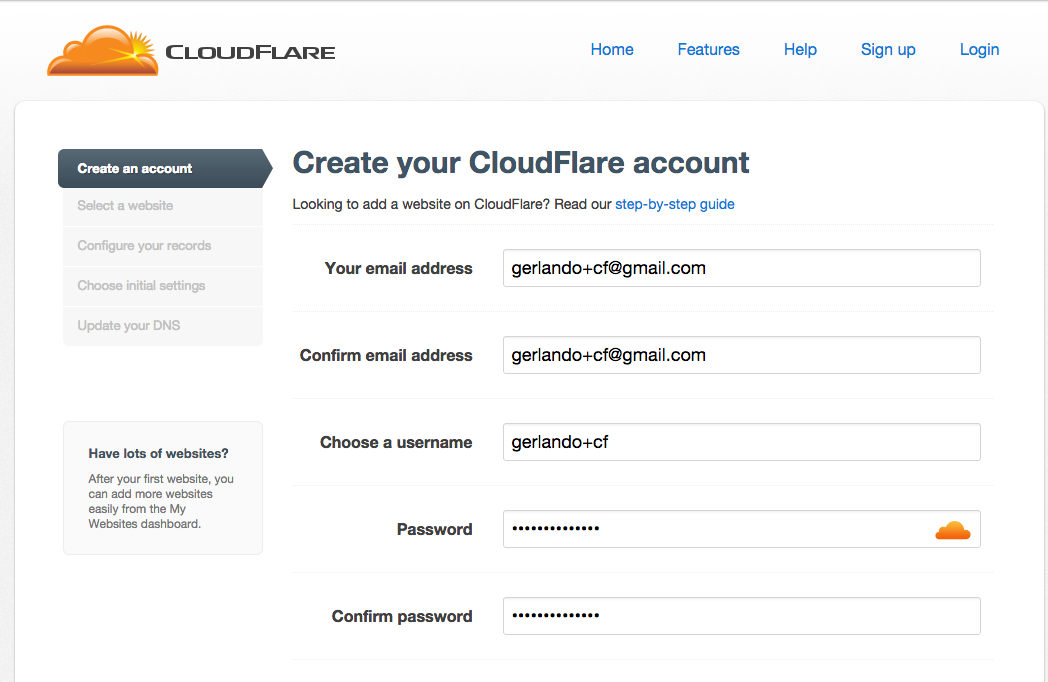 CLOUDFLARE
Home Features Help Sign up Login
Create an account
Select a website
Configure your records
Choose initial settings
Update your DNS
Have lots of websites?
After your first website, you
can add more websites
easily from the My
Websites dashboard.
Create your CloudFlare account
Looking to add a website on CloudFlare? Read our step-by-step guide
Your email address gerlando+cf@gmail.com
Confirm email address gerlando+cf@gmail.com
Choose a username gerlando+cf
Password ••••••••••••••
Confirm password ••••••••••••••